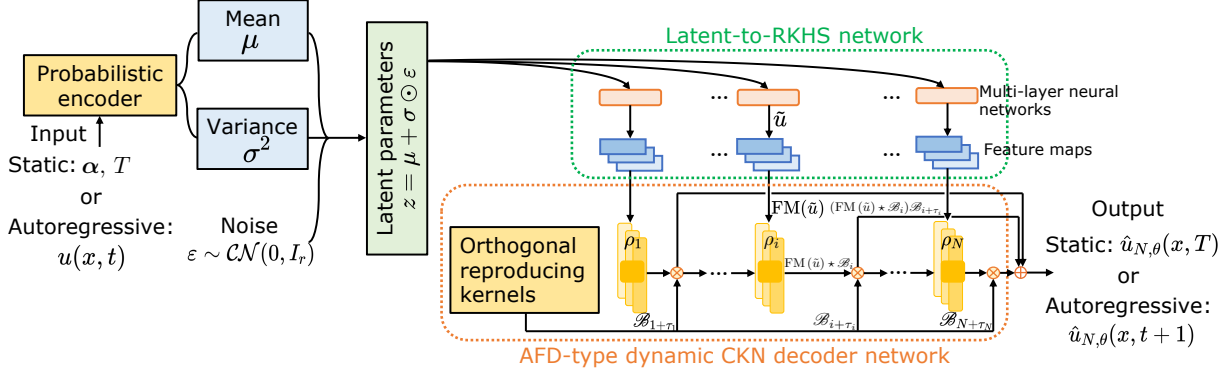 Probabilistic
encoder
Input
Static: α, T
or
Autoregressive:
u(x, t)
Mean
μ
Variance
σ²
Noise
ε ∼ 𝒞𝒩(0, I_r)
Latent parameters
z = μ + σ ⊙ ε
Latent-to-RKHS network
...
...
Multi-layer neural
networks
ũ
...
...
Feature maps
FM(ũ)
(FM(ũ) ⋆ ℬ_i)ℬ_{i+τ_i}
Orthogonal
reproducing
kernels
ρ_1
ρ_i
ρ_N
...
FM(ũ) ⋆ ℬ_i
...
ℬ_{1+τ_1}
ℬ_{i+τ_i}
ℬ_{N+τ_N}
AFD-type dynamic CKN decoder network
Output
Static: û_{N,θ}(x, T)
or
Autoregressive:
û_{N,θ}(x, t + 1)